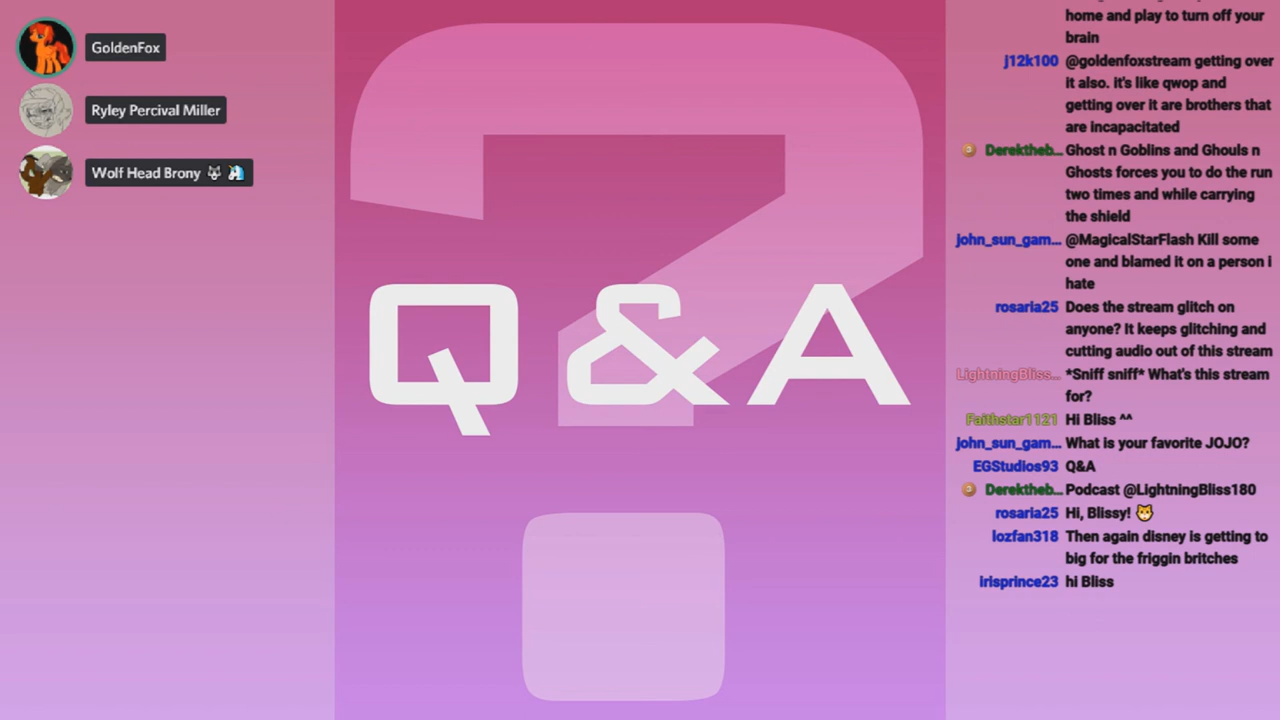 GoldenFox
Ryley Percival Miller
Wolf Head Brony 🐺 🦄
Q & A
home and play to turn off your
brain
j12k100 @goldenfoxstream getting over
it also. it's like qwop and
getting over it are brothers that
are incapacitated
Derektheb... Ghost n Goblins and Ghouls n
Ghosts forces you to do the run
two times and while carrying
the shield
john_sun_gam... @MagicalStarFlash Kill some
one and blamed it on a person i
hate
rosaria25 Does the stream glitch on
anyone? It keeps glitching and
cutting audio out of this stream
LightningBliss... *Sniff sniff* What's this stream
for?
Faithstar1121 Hi Bliss ^^
john_sun_gam... What is your favorite JOJO?
EGStudios93 Q&A
Derektheb... Podcast @LightningBliss180
rosaria25 Hi, Blissy! 🐱
lozfan318 Then again disney is getting to
big for the friggin britches
irisprince23 hi Bliss